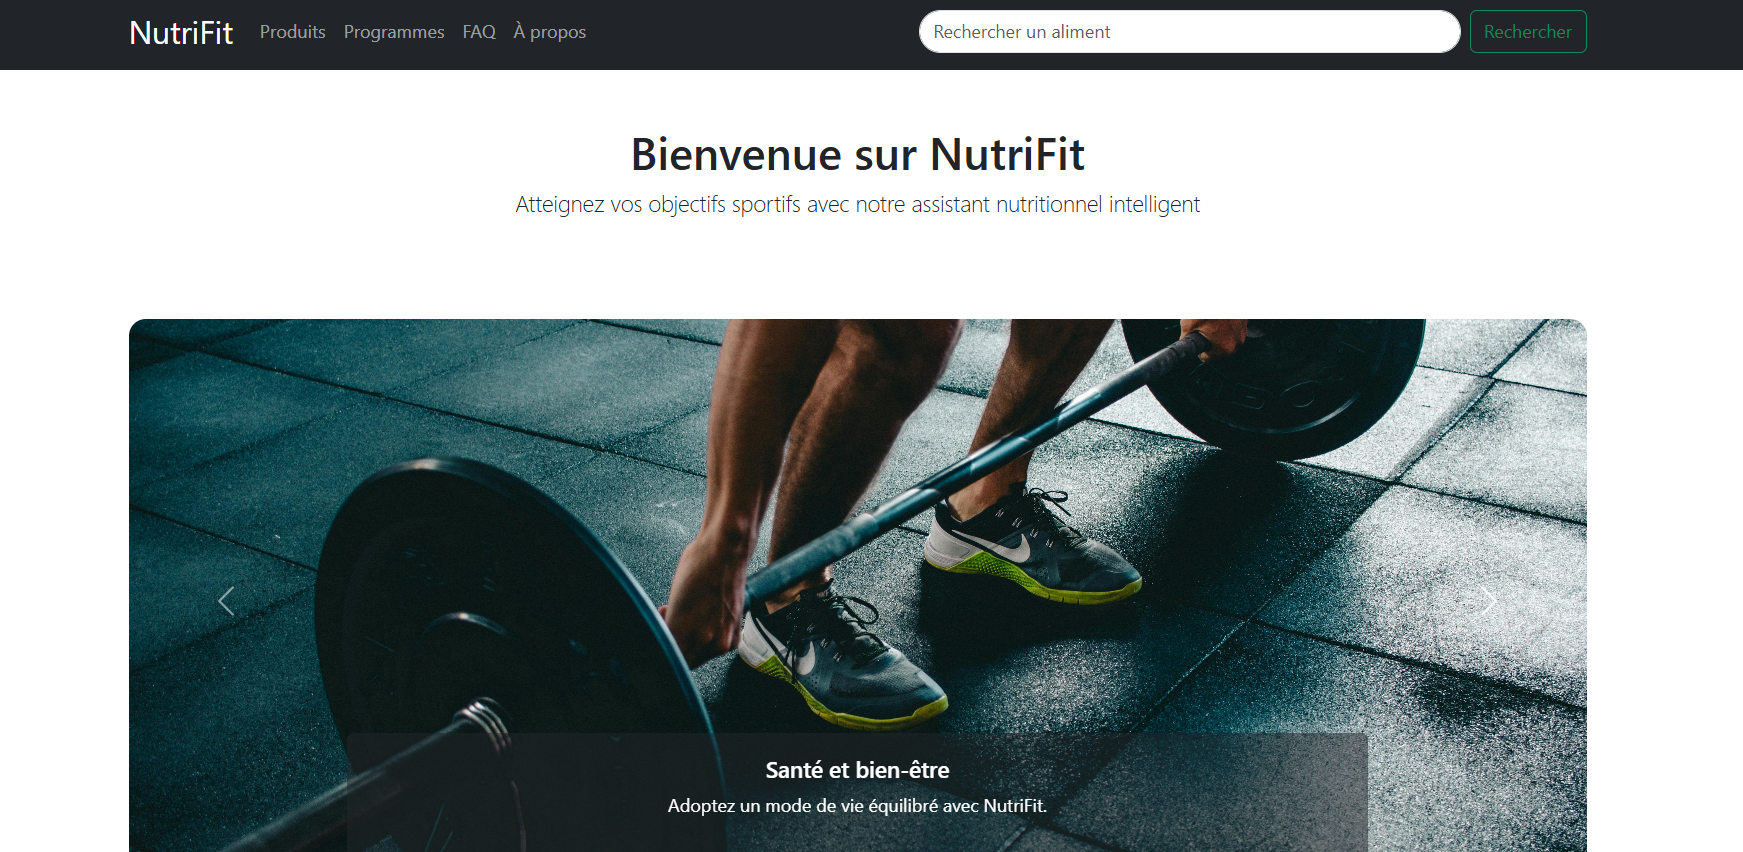 NutriFit Produits Programmes FAQ À propos Rechercher un aliment Rechercher
Bienvenue sur NutriFit
Atteignez vos objectifs sportifs avec notre assistant nutritionnel intelligent
Santé et bien-être
Adoptez un mode de vie équilibré avec NutriFit.